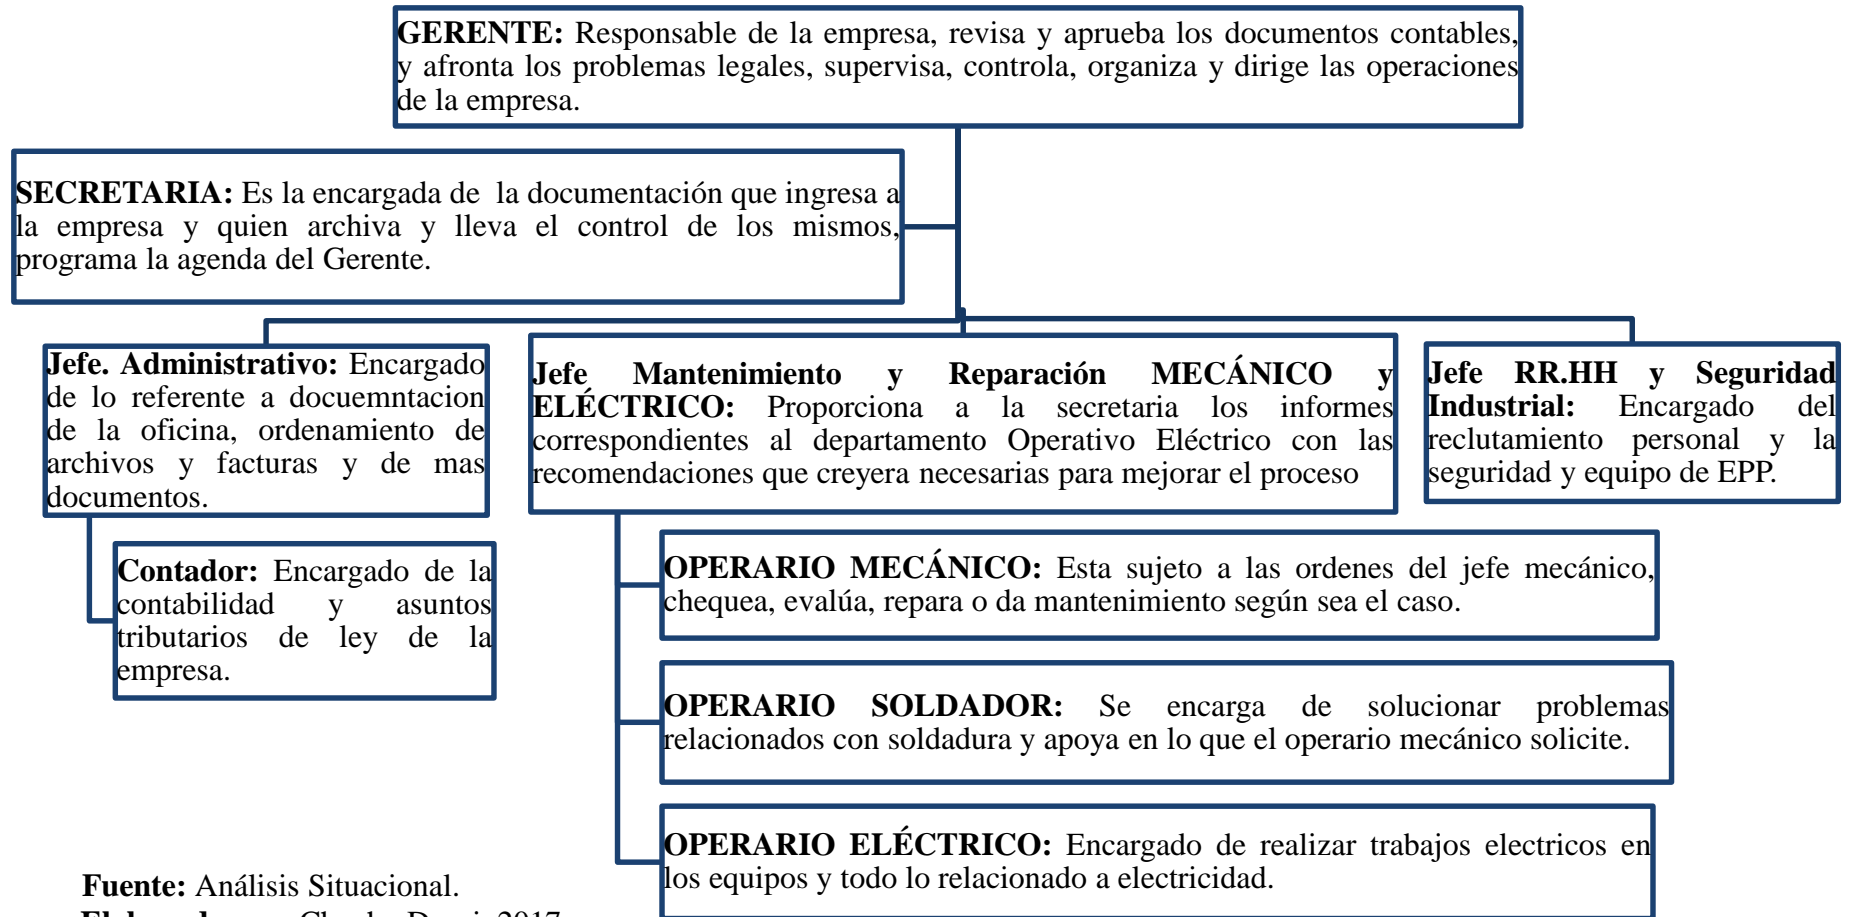 GERENTE: Responsable de la empresa, revisa y aprueba los documentos contables,
y afronta los problemas legales, supervisa, controla, organiza y dirige las operaciones
de la empresa.
SECRETARIA: Es la encargada de la documentación que ingresa a
la empresa y quien archiva y lleva el control de los mismos,
programa la agenda del Gerente.
Jefe. Administrativo: Encargado
de lo referente a docuemntacion
de la oficina, ordenamiento de
archivos y facturas y de mas
documentos.
Contador: Encargado de la
contabilidad y asuntos
tributarios de ley de la
empresa.
Jefe Mantenimiento y Reparación MECÁNICO y
ELÉCTRICO: Proporciona a la secretaria los informes
correspondientes al departamento Operativo Eléctrico con las
recomendaciones que creyera necesarias para mejorar el proceso
OPERARIO MECÁNICO: Esta sujeto a las ordenes del jefe mecánico,
chequea, evalúa, repara o da mantenimiento según sea el caso.
OPERARIO SOLDADOR: Se encarga de solucionar problemas
relacionados con soldadura y apoya en lo que el operario mecánico solicite.
OPERARIO ELÉCTRICO: Encargado de realizar trabajos electricos en
los equipos y todo lo relacionado a electricidad.
Jefe RR.HH y Seguridad
Industrial: Encargado del
reclutamiento personal y la
seguridad y equipo de EPP.
Fuente: Análisis Situacional.